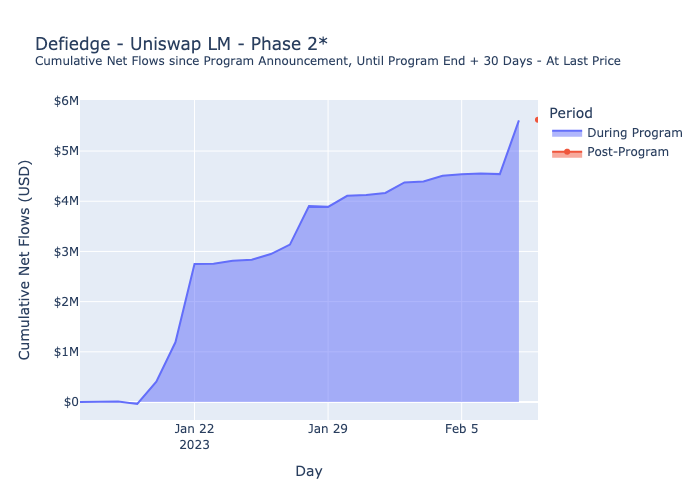 Defiedge - Uniswap LM - Phase 2*
Cumulative Net Flows since Program Announcement, Until Program End + 30 Days - At Last Price
Cumulative Net Flows (USD)
$6M
$5M
$4M
$3M
$2M
$1M
$0
Jan 22
2023
Jan 29
Feb 5
Day
Period
During Program
Post-Program